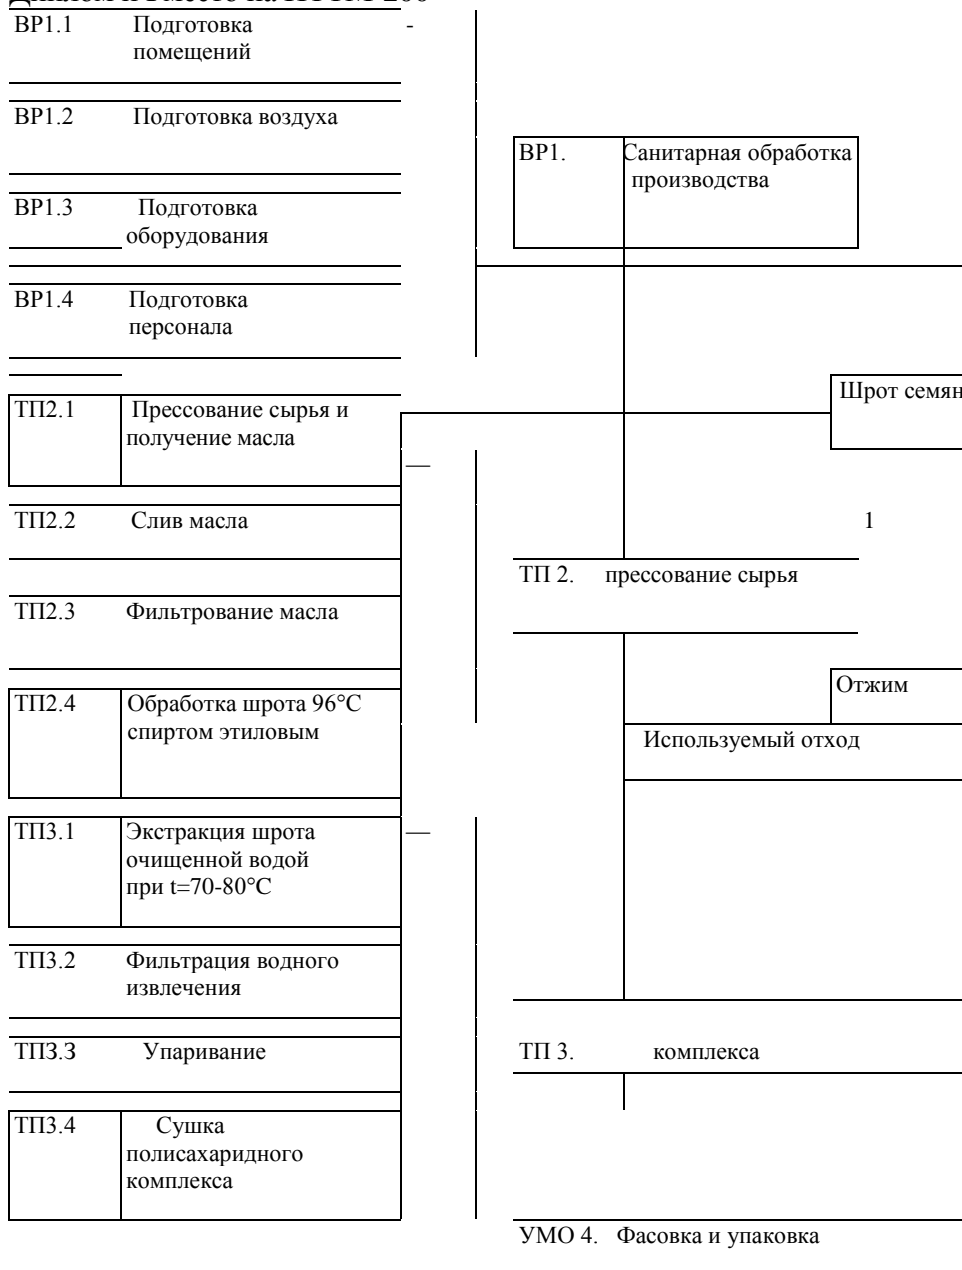 ВР1.1 Подготовка -
помещений
ВР1.2 Подготовка воздуха
ВР1. Санитарная обработка
производства
ВР1.3 Подготовка
оборудования
ВР1.4 Подготовка
персонала
Шрот семян
ТП2.1 Прессование сырья и
получение масла
—
ТП2.2 Слив масла
1
ТП 2. прессование сырья
ТП2.3 Фильтрование масла
Отжим
ТП2.4 Обработка шрота 96°С
спиртом этиловым
Используемый отход
ТП3.1 Экстракция шрота —
очищенной водой
при t=70-80°С
ТП3.2 Фильтрация водного
извлечения
ТП3.3 Упаривание
ТП 3. комплекса
ТП3.4 Сушка
полисахаридного
комплекса
УМО 4. Фасовка и упаковка